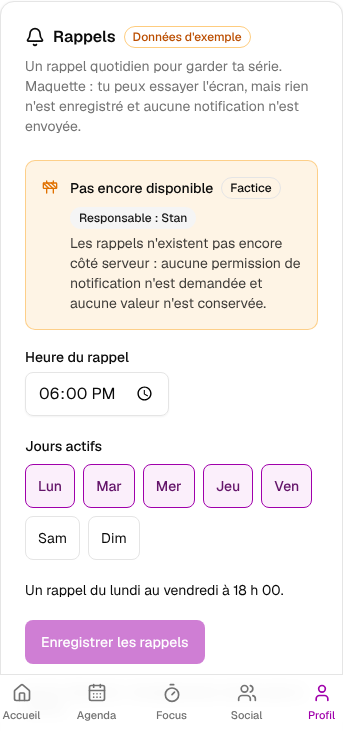 Rappels Données d'exemple
Un rappel quotidien pour garder ta série.
Maquette : tu peux essayer l'écran, mais rien
n'est enregistré et aucune notification n'est
envoyée.
Pas encore disponible Factice
Responsable : Stan
Les rappels n'existent pas encore
côté serveur : aucune permission de
notification n'est demandée et
aucune valeur n'est conservée.
Heure du rappel
06:00 PM
Jours actifs
Lun Mar Mer Jeu Ven
Sam Dim
Un rappel du lundi au vendredi à 18 h 00.
Enregistrer les rappels
Accueil Agenda Focus Social Profil